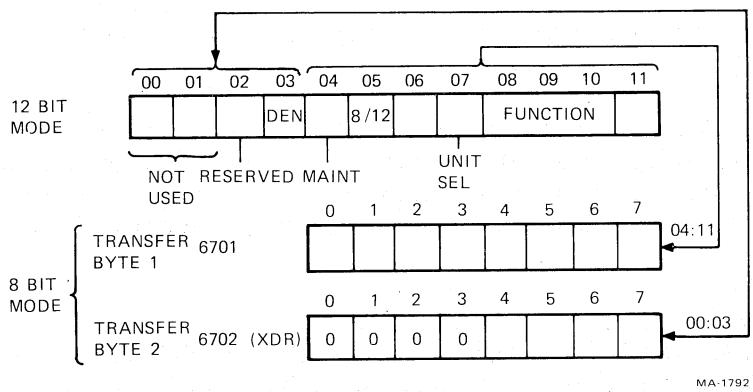 00 01 02 03 04 05 06 07 08 09 10 11
12 BIT
MODE
DEN 8/12 FUNCTION
NOT
USED
RESERVED MAINT
UNIT
SEL
0 1 2 3 4 5 6 7
8 BIT
MODE
TRANSFER
BYTE 1
6701
04:11
0 1 2 3 4 5 6 7
TRANSFER
BYTE 2
6702 (XDR)
0 0 0 0
00:03
MA-1792